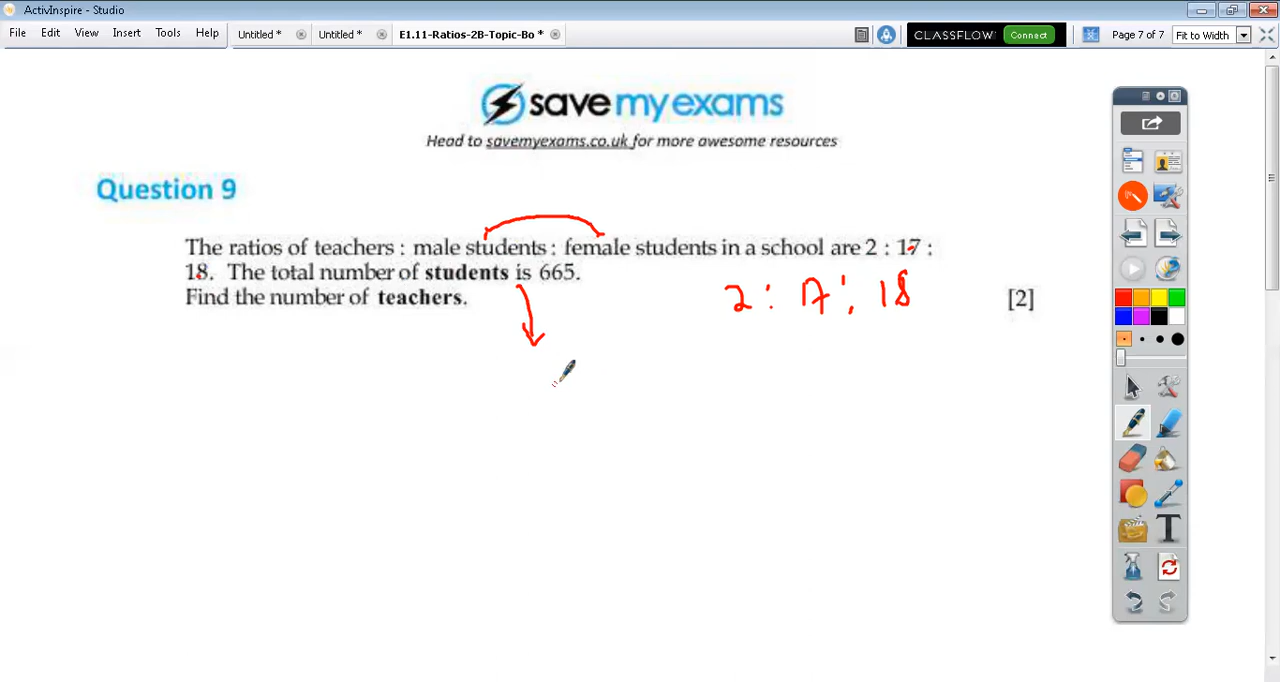 ActivInspire - Studio
File Edit View Insert Tools Help Untitled * Untitled * E1.11-Ratios-2B-Topic-Bo * CLASSFLOW Connect Page 7 of 7 Fit to Width
save my exams
Head to savemyexams.co.uk for more awesome resources
Question 9
The ratios of teachers : male students : female students in a school are 2 : 17 :
18. The total number of students is 665.
Find the number of teachers. [2]
2 : 17 : 18
T